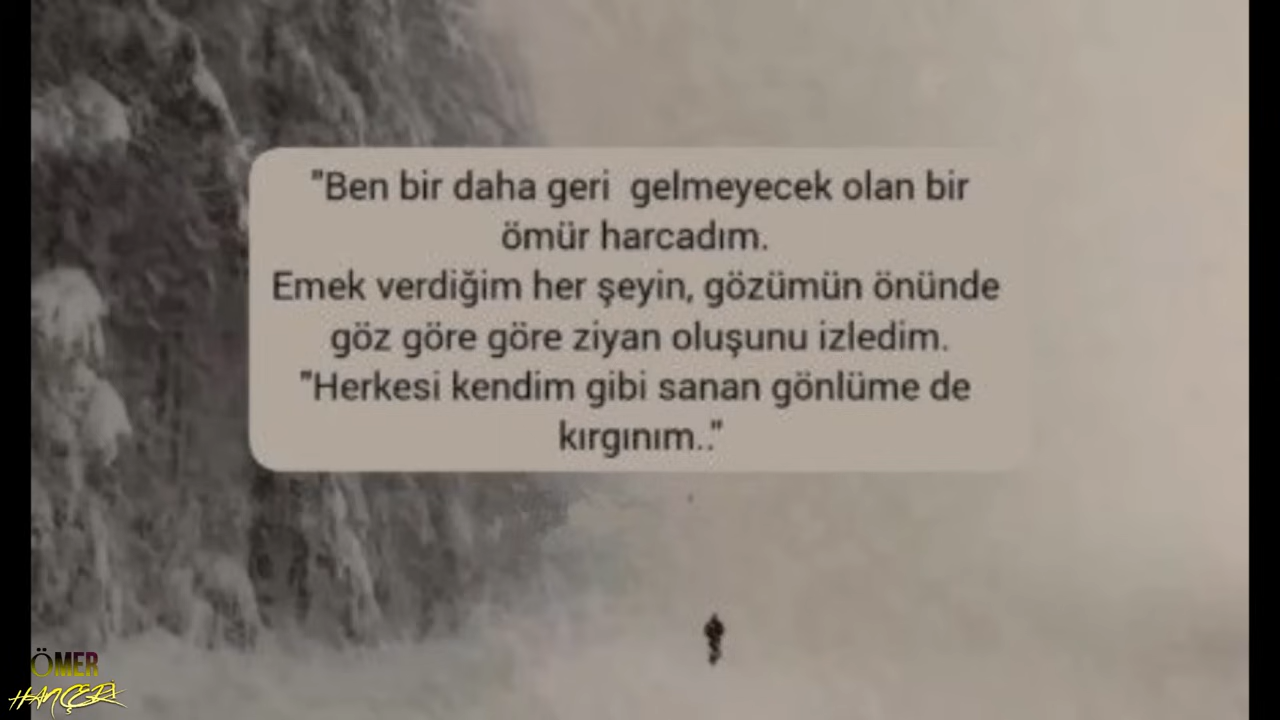 "Ben bir daha geri gelmeyecek olan bir
ömür harcadım.
Emek verdiğim her şeyin, gözümün önünde
göz göre göre ziyan oluşunu izledim.
"Herkesi kendim gibi sanan gönlüme de
kırgınım.."
ÖMER
HANÇERİ